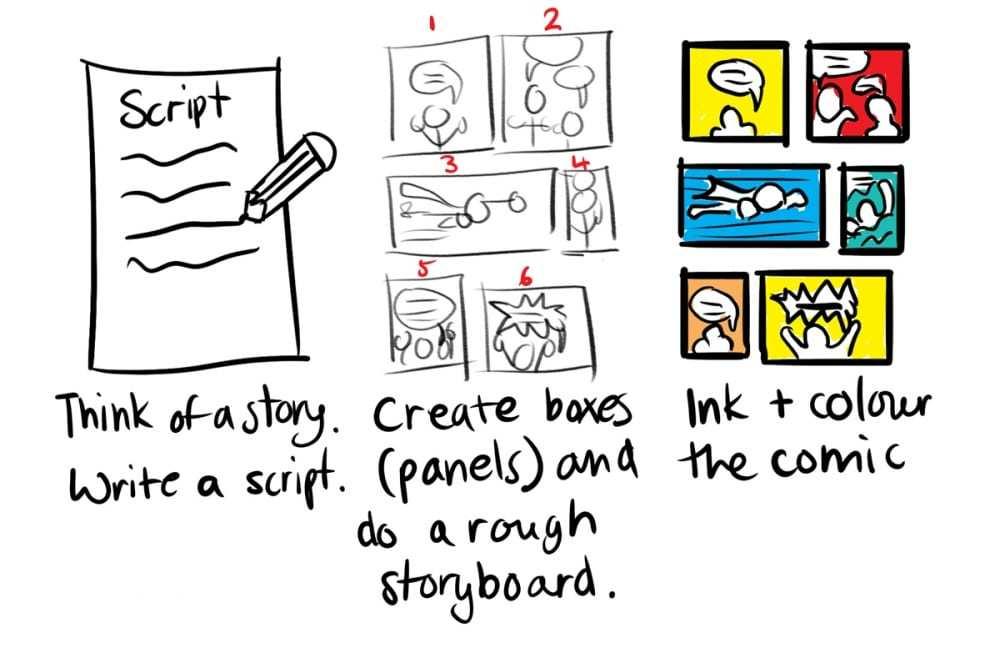 Script
1
2
3
4
5
6
Think of a story.
Write a script.
Create boxes
(panels) and
do a rough
storyboard.
Ink + colour
the comic